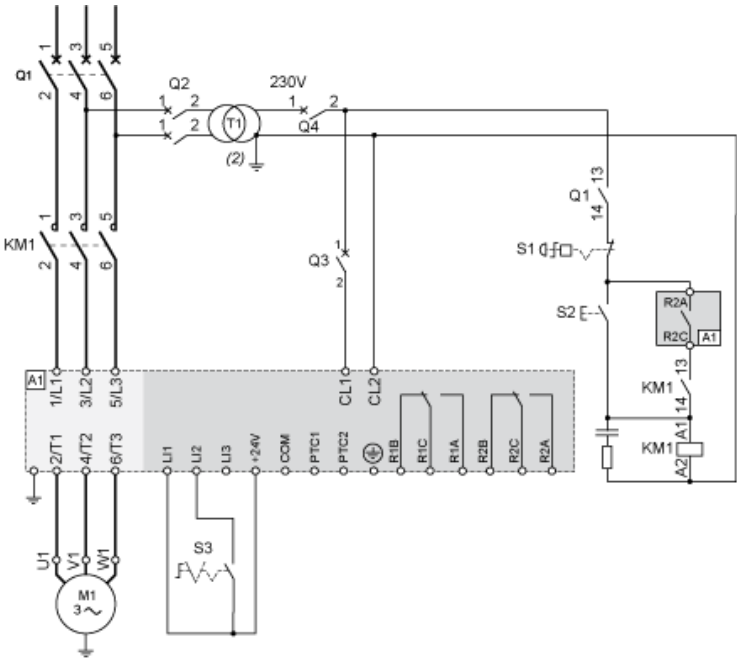 1 3 5
Q1
2 4 6
Q2
1 2
1 2
T1
(2)
230V
1 2
Q4
13
Q1
14
1 3 5
KM1
2 4 6
1
Q3
2
S1
S2
R2A
R2C A1
13
KM1
14
A1
KM1
A2
A1
1/L1 3/L2 5/L3 CL1 CL2
2/T1 4/T2 6/T3 LI1 LI2 LI3 +24V COM PTC1 PTC2 R1B R1C R1A R2B R2C R2A
S3
U1 V1 W1
M1
3~